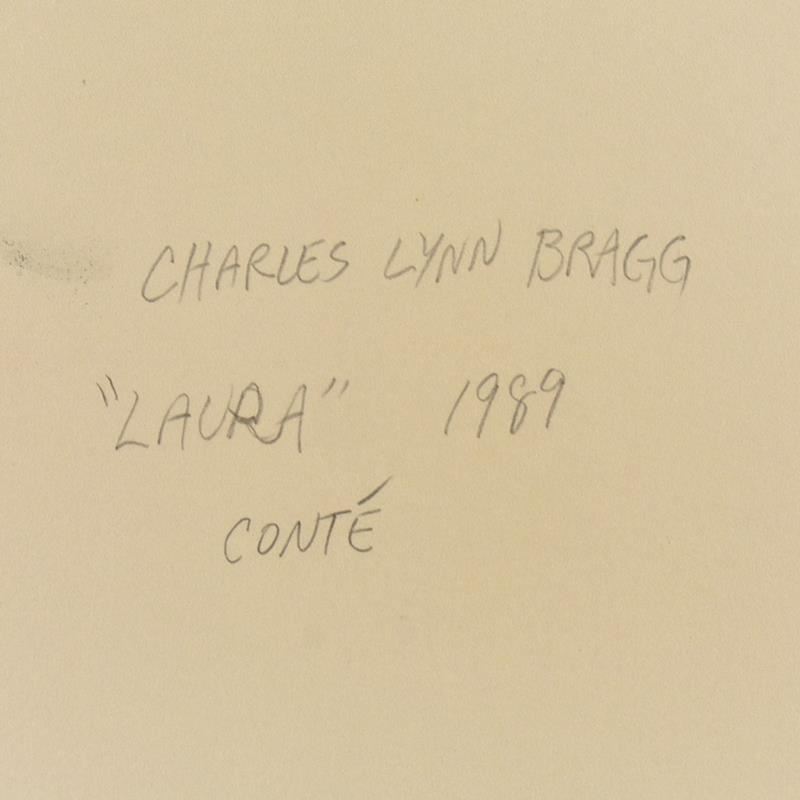 CHARLES LYNN BRAGG
"LAURA" 1989
CONTÉ